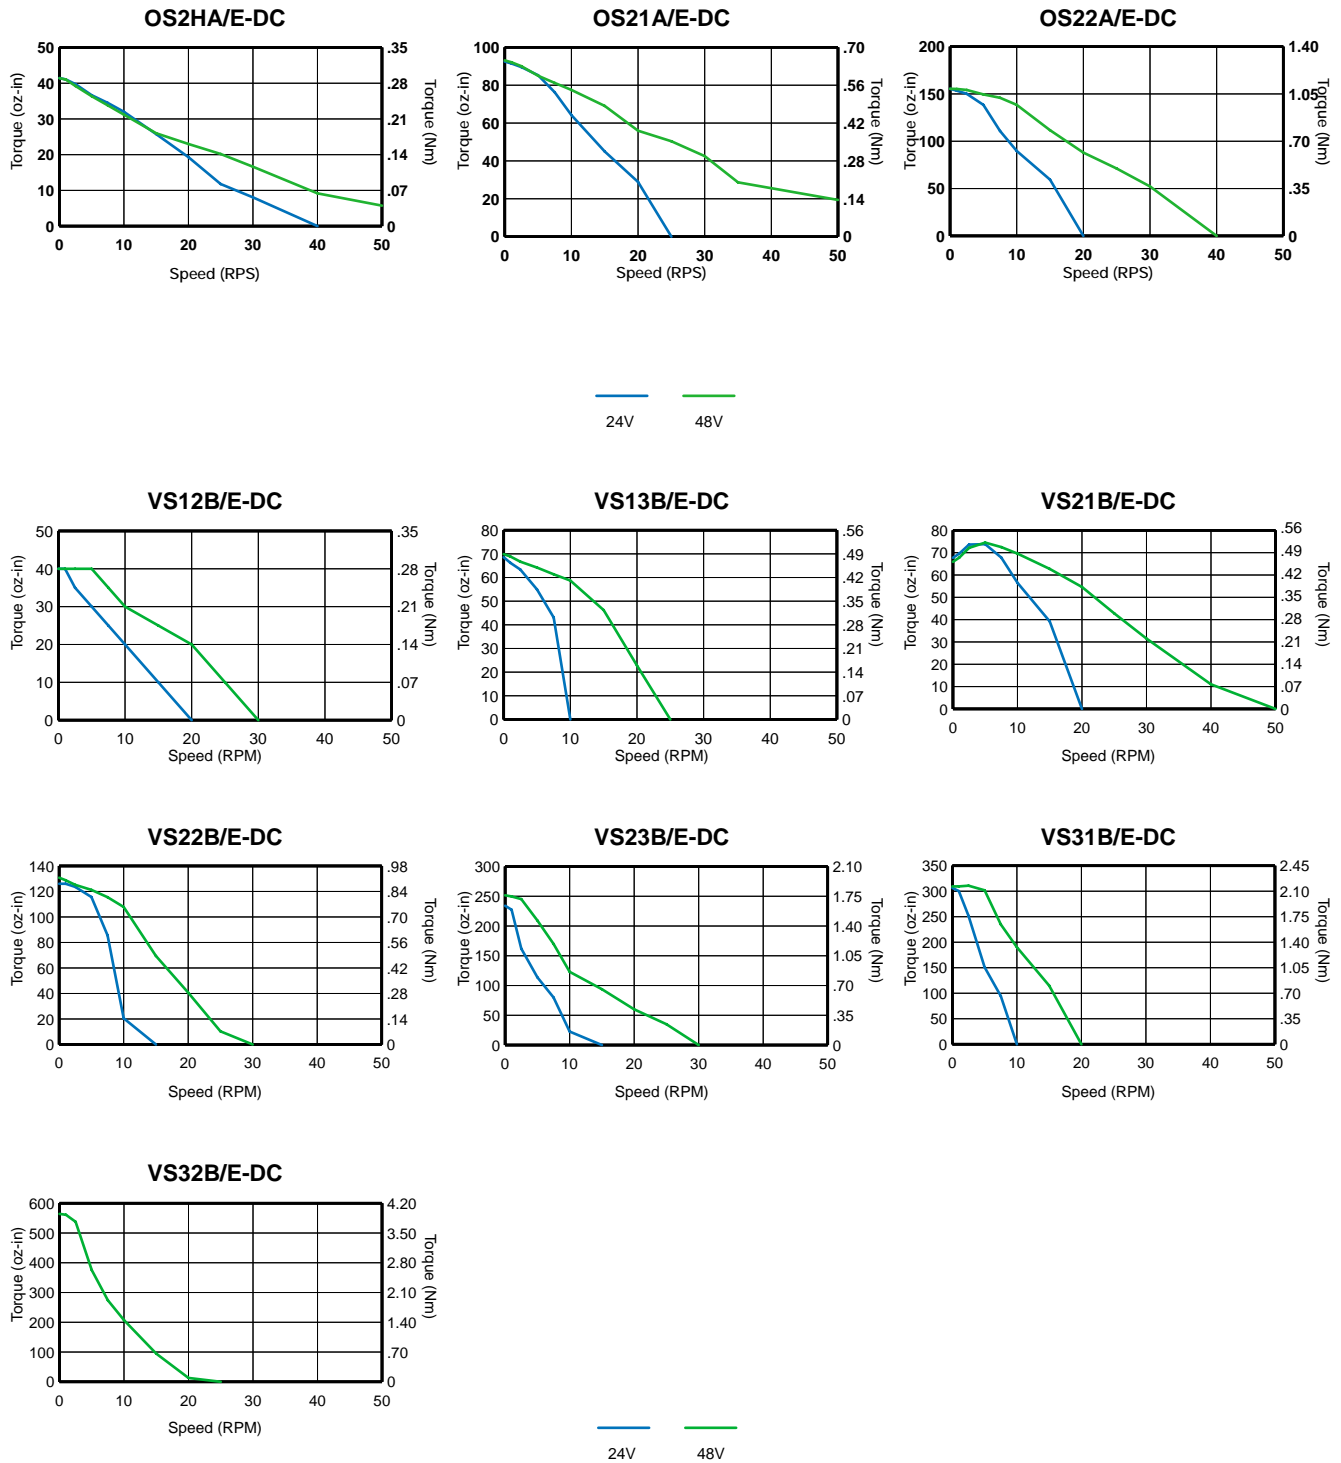 OS2HA/E-DC
OS21A/E-DC
OS22A/E-DC
Torque (oz-in)
50
40
30
20
10
0
.35
.28
.21
.14
.07
0
Torque (Nm)
0 10 20 30 40 50
Speed (RPS)
Torque (oz-in)
100
80
60
40
20
0
.70
.56
.42
.28
.14
0
Torque (Nm)
0 10 20 30 40 50
Speed (RPS)
Torque (oz-in)
200
150
100
50
0
1.40
1.05
.70
.35
0
Torque (Nm)
0 10 20 30 40 50
Speed (RPS)
24V 48V
VS12B/E-DC
VS13B/E-DC
VS21B/E-DC
Torque (oz-in)
50
40
30
20
10
0
.35
.28
.21
.14
.07
0
Torque (Nm)
0 10 20 30 40 50
Speed (RPM)
Torque (oz-in)
80
70
60
50
40
30
20
10
0
.56
.49
.42
.35
.28
.21
.14
.07
0
Torque (Nm)
0 10 20 30 40 50
Speed (RPM)
Torque (oz-in)
80
70
60
50
40
30
20
10
0
.56
.49
.42
.35
.28
.21
.14
.07
0
Torque (Nm)
0 10 20 30 40 50
Speed (RPM)
VS22B/E-DC
VS23B/E-DC
VS31B/E-DC
Torque (oz-in)
140
120
100
80
60
40
20
0
.98
.84
.70
.56
.42
.28
.14
0
Torque (Nm)
0 10 20 30 40 50
Speed (RPM)
Torque (oz-in)
300
250
200
150
100
50
0
2.10
1.75
1.40
1.05
.70
.35
0
Torque (Nm)
0 10 20 30 40 50
Speed (RPM)
Torque (oz-in)
350
300
250
200
150
100
50
0
2.45
2.10
1.75
1.40
1.05
.70
.35
0
Torque (Nm)
0 10 20 30 40 50
Speed (RPM)
VS32B/E-DC
Torque (oz-in)
600
500
400
300
200
100
0
4.20
3.50
2.80
2.10
1.40
.70
0
Torque (Nm)
0 10 20 30 40 50
Speed (RPM)
24V 48V